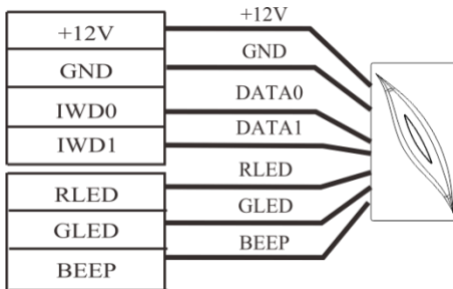 +12V
+12V
GND
GND
IWD0
DATA0
IWD1
DATA1
RLED
RLED
GLED
GLED
BEEP
BEEP